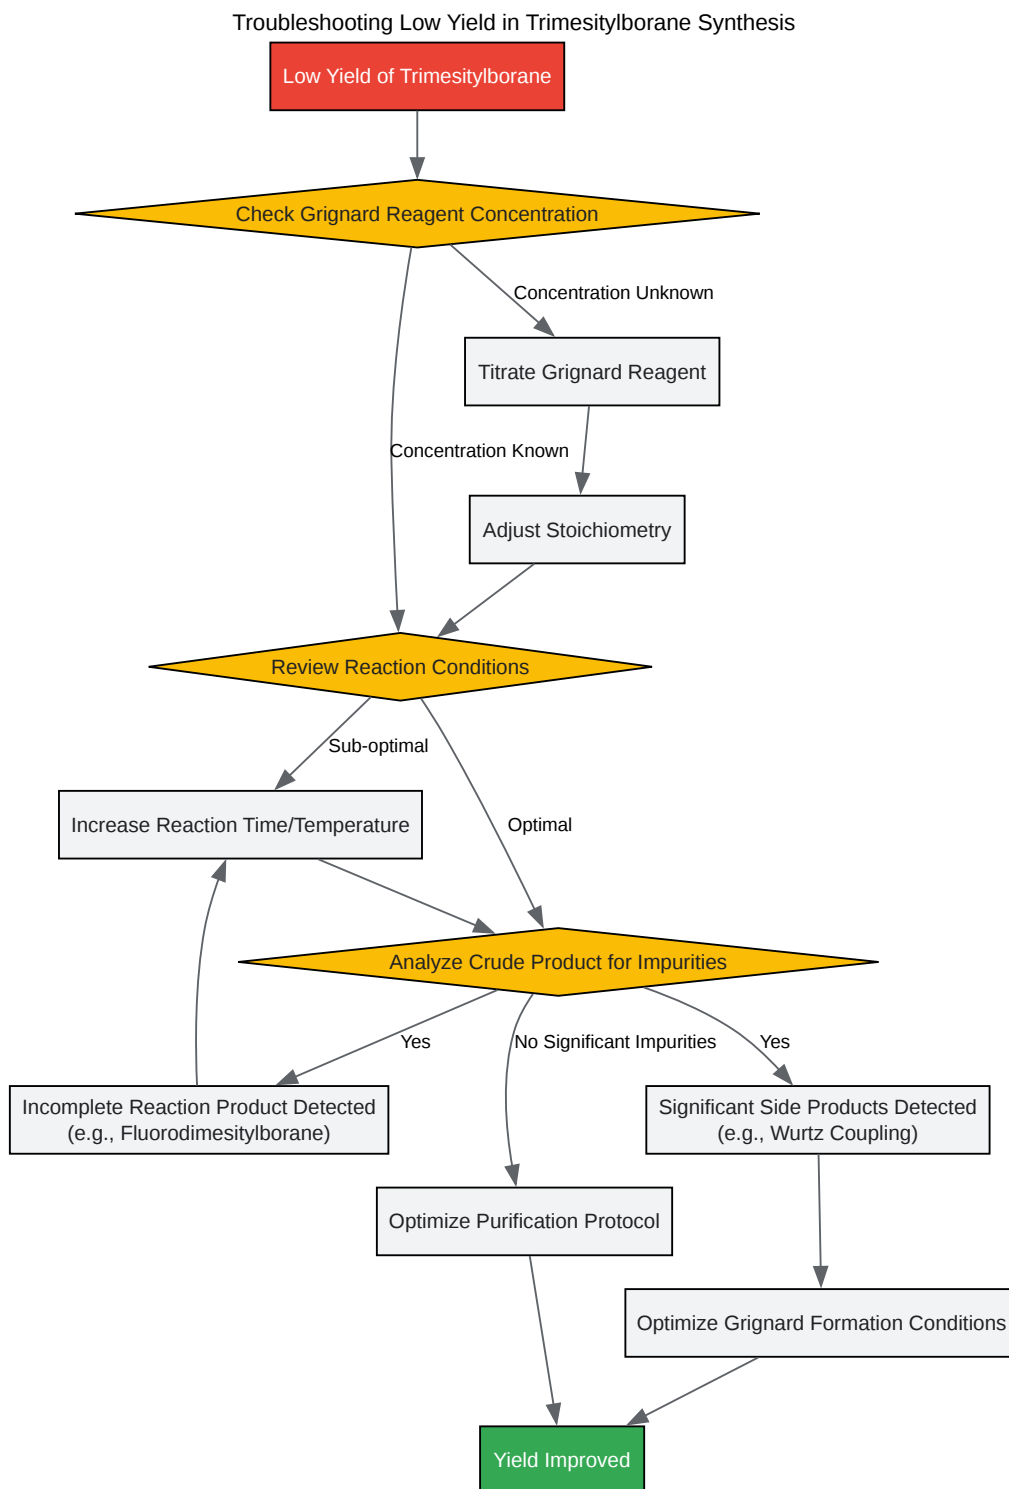 Troubleshooting Low Yield in Trimesitylborane Synthesis
Low Yield of Trimesitylborane
Check Grignard Reagent Concentration
Concentration Unknown
Titrate Grignard Reagent
Concentration Known
Adjust Stoichiometry
Review Reaction Conditions
Sub-optimal
Increase Reaction Time/Temperature
Optimal
Analyze Crude Product for Impurities
Yes
No Significant Impurities
Yes
Incomplete Reaction Product Detected
(e.g., Fluorodimesitylborane)
Significant Side Products Detected
(e.g., Wurtz Coupling)
Optimize Purification Protocol
Optimize Grignard Formation Conditions
Yield Improved